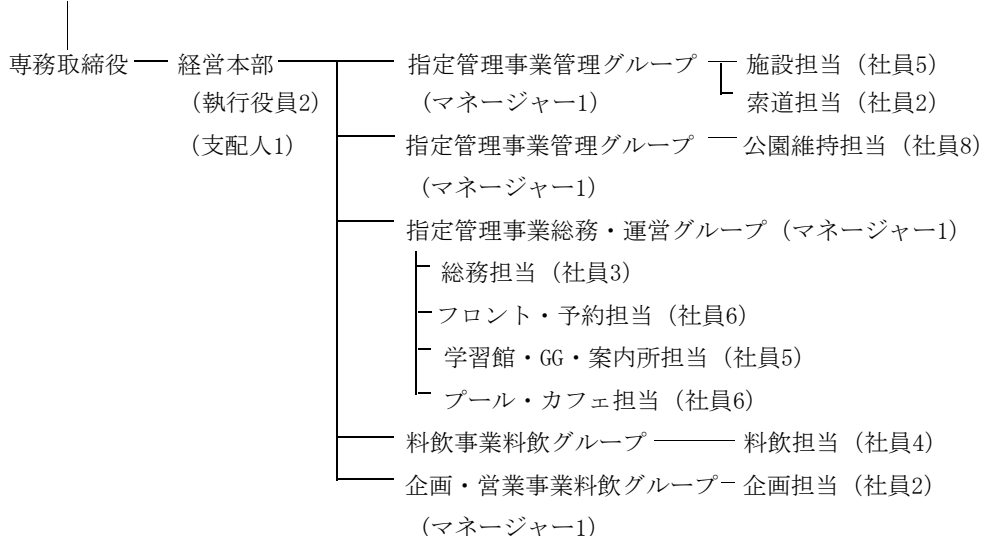 専務取締役 経営本部 指定管理事業管理グループ 施設担当（社員5）
（執行役員2） （マネージャー1） 索道担当（社員2）
（支配人1） 指定管理事業管理グループ 公園維持担当（社員8）
（マネージャー1）
指定管理事業総務・運営グループ（マネージャー1）
総務担当（社員3）
フロント・予約担当（社員6）
学習館・GG・案内所担当（社員5）
プール・カフェ担当（社員6）
料飲事業料飲グループ 料飲担当（社員4）
企画・営業事業料飲グループ 企画担当（社員2）
（マネージャー1）